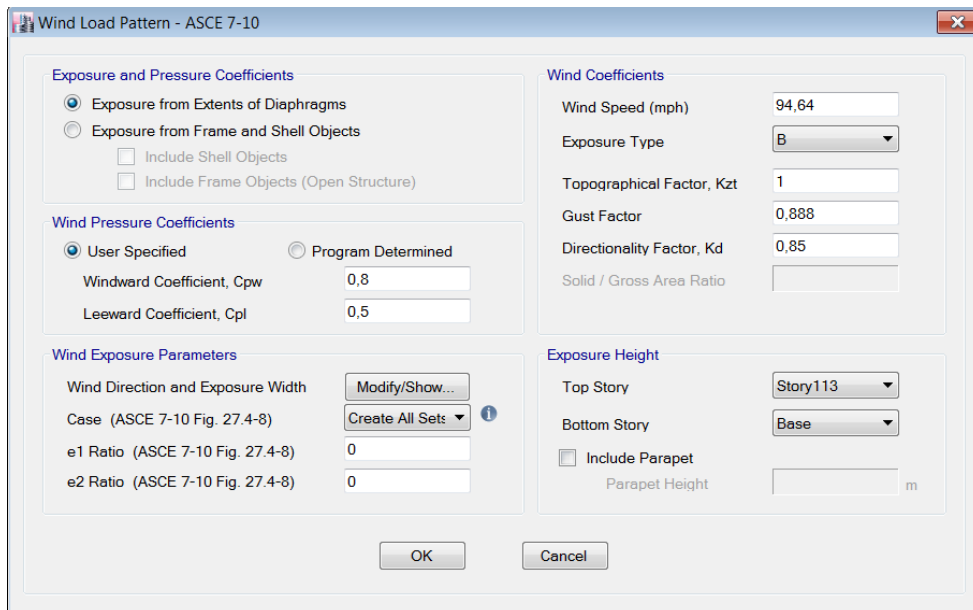 Wind Load Pattern - ASCE 7-10
Exposure and Pressure Coefficients
Exposure from Extents of Diaphragms
Exposure from Frame and Shell Objects
Include Shell Objects
Include Frame Objects (Open Structure)
Wind Pressure Coefficients
User Specified Program Determined
Windward Coefficient, Cpw 0,8
Leeward Coefficient, Cpl 0,5
Wind Exposure Parameters
Wind Direction and Exposure Width Modify/Show...
Case (ASCE 7-10 Fig. 27.4-8) Create All Sets
e1 Ratio (ASCE 7-10 Fig. 27.4-8) 0
e2 Ratio (ASCE 7-10 Fig. 27.4-8) 0
Wind Coefficients
Wind Speed (mph) 94,64
Exposure Type B
Topographical Factor, Kzt 1
Gust Factor 0,888
Directionality Factor, Kd 0,85
Solid / Gross Area Ratio
Exposure Height
Top Story Story113
Bottom Story Base
Include Parapet
Parapet Height m
OK Cancel